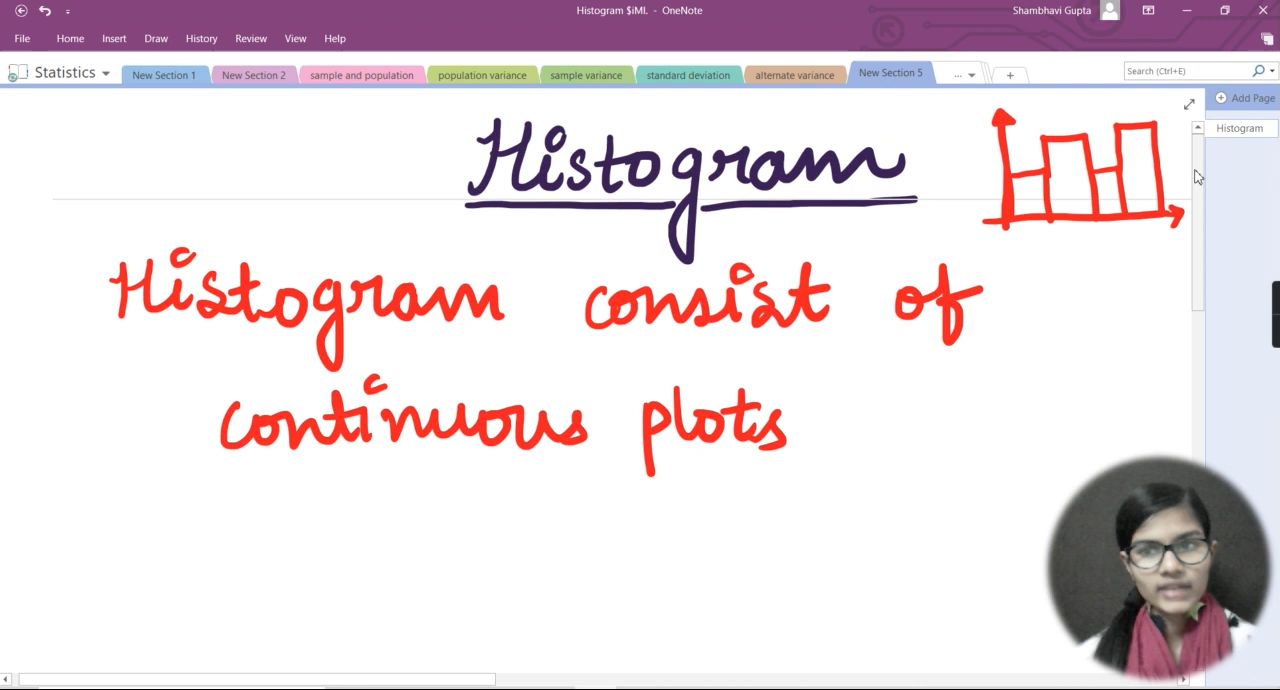 Histogram $iMl. - OneNote
Shambhavi Gupta
File Home Insert Draw History Review View Help
Statistics
New Section 1 New Section 2 sample and population population variance sample variance standard deviation alternate variance New Section 5 ... +
Search (Ctrl+E)
Add Page
Histogram
Histogram
Histogram consist of
continuous plots